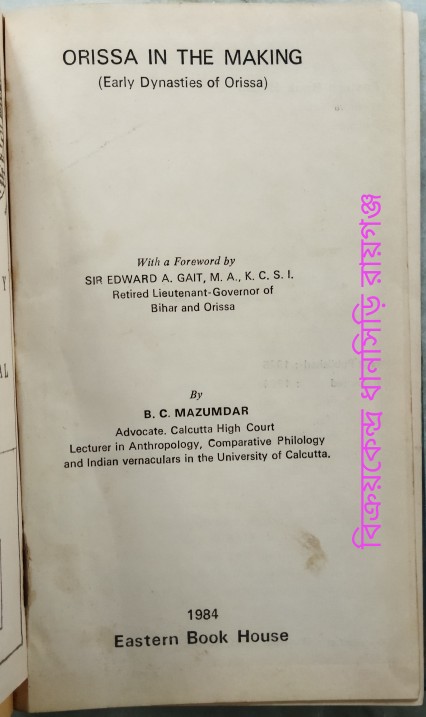 ORISSA IN THE MAKING
(Early Dynasties of Orissa)
With a Foreword by
SIR EDWARD A. GAIT, M. A., K. C. S. I.
Retired Lieutenant-Governor of
Bihar and Orissa
By
B. C. MAZUMDAR
Advocate. Calcutta High Court
Lecturer in Anthropology, Comparative Philology
and Indian vernaculars in the University of Calcutta.
1984
Eastern Book House
বিক্রয়কেন্দ্র ধানসিড়ি রায়গঞ্জ